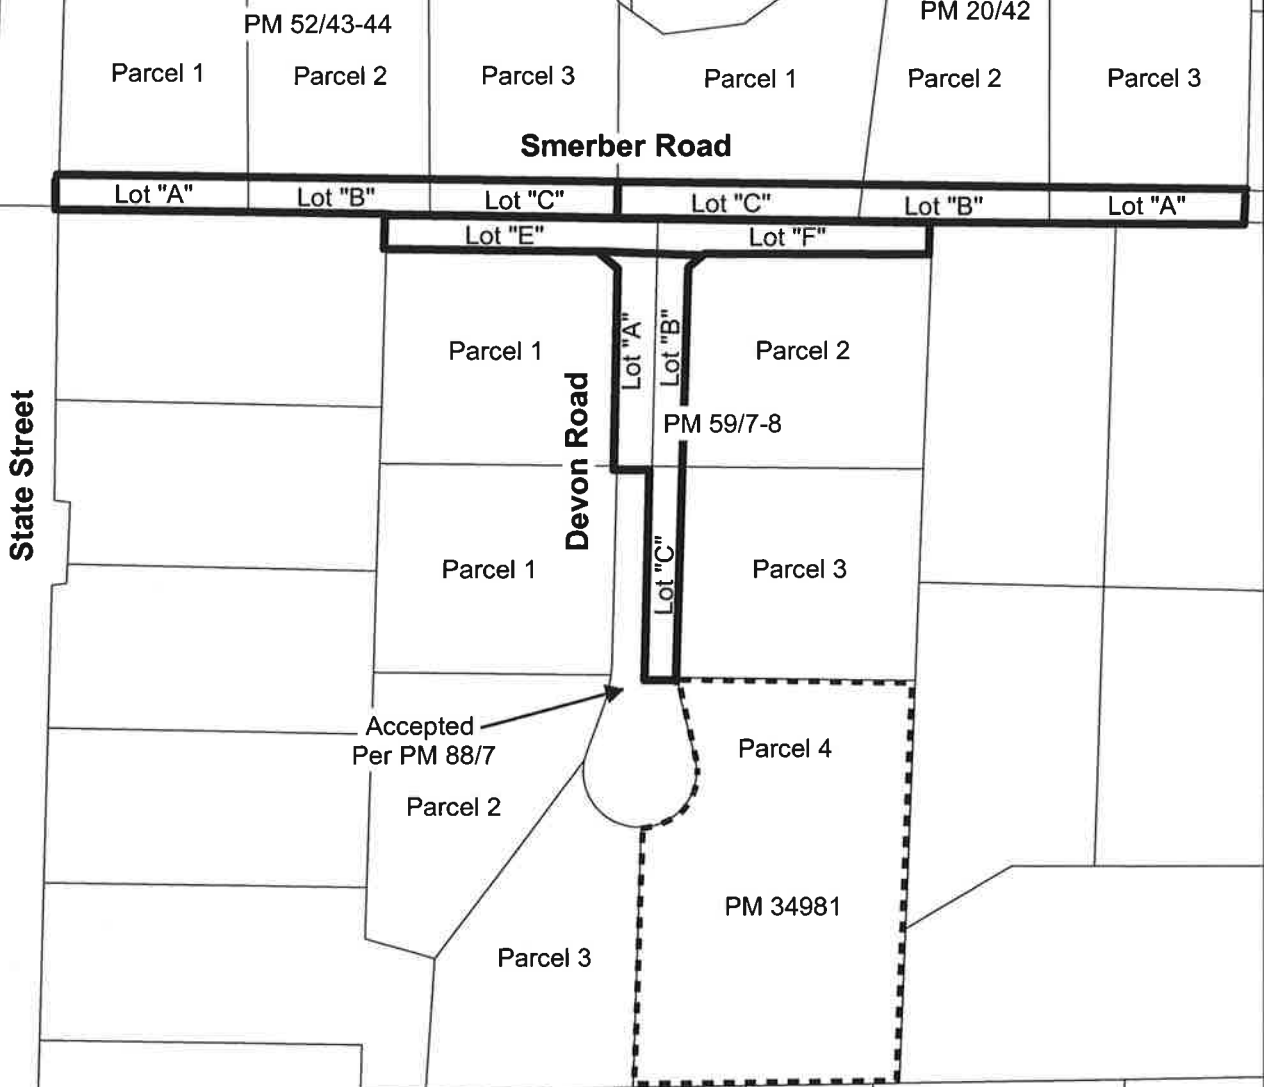 PM 52/43-44
PM 20/42
Parcel 1
Parcel 2
Parcel 3
Parcel 1
Parcel 2
Parcel 3
Smerber Road
Lot "A"
Lot "B"
Lot "C"
Lot "C"
Lot "B"
Lot "A"
Lot "E"
Lot "F"
Lot "A"
Lot "B"
Parcel 1
Parcel 2
PM 59/7-8
Devon Road
State Street
Parcel 1
Lot "C"
Parcel 3
Accepted
Per PM 88/7
Parcel 4
Parcel 2
PM 34981
Parcel 3